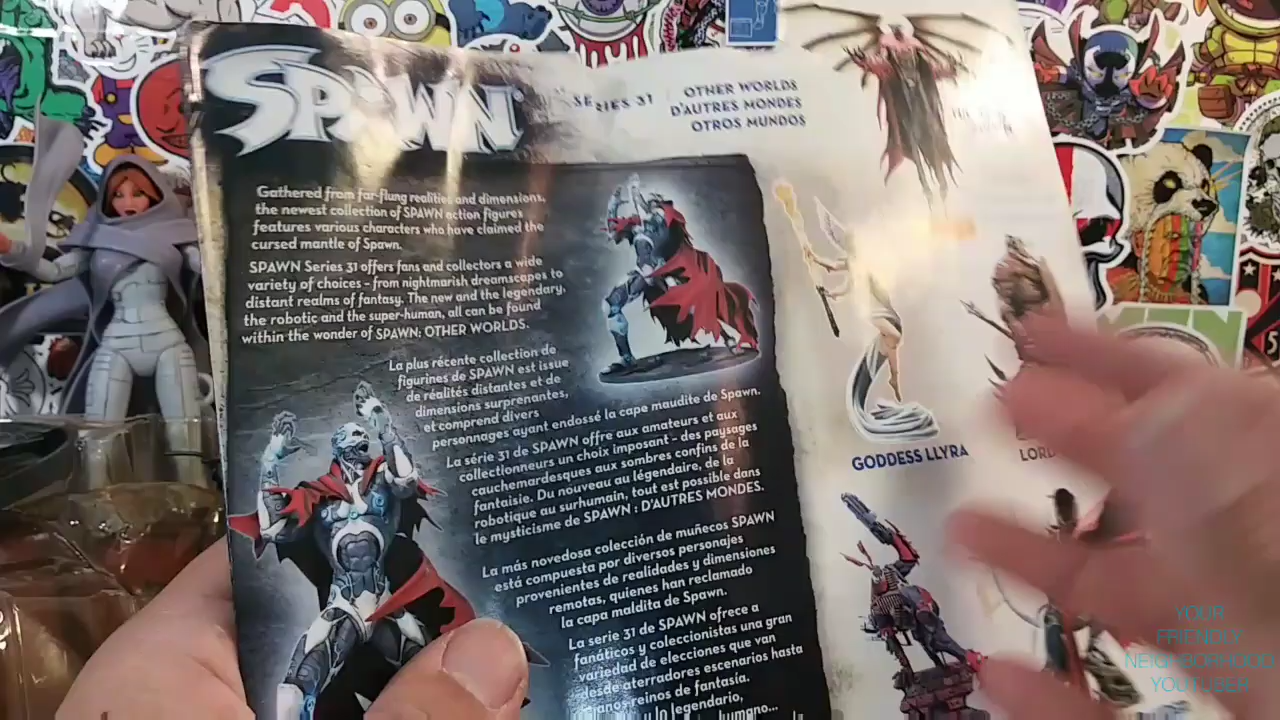 SPAWN
SERIES 31
OTHER WORLDS
D'AUTRES MONDES
OTROS MUNDOS
Gathered from far-flung realities and dimensions,
the newest collection of SPAWN action figures
features various characters who have claimed the
cursed mantle of Spawn.
SPAWN Series 31 offers fans and collectors a wide
variety of choices – from nightmarish dreamscapes to
distant realms of fantasy. The new and the legendary,
the robotic and the super-human, all can be found
within the wonder of SPAWN: OTHER WORLDS.
La plus récente collection de
figurines de SPAWN est issue
de réalités distantes et de
dimensions surprenantes,
et comprend divers
personnages ayant endossé la cape maudite de Spawn.
La série 31 de SPAWN offre aux amateurs et aux
collectionneurs un choix imposant – des paysages
cauchemardesques aux sombres confins de la
fantaisie. Du nouveau au légendaire, de la
robotique au surhumain, tout est possible dans
le mysticisme de SPAWN : D'AUTRES MONDES.
La más novedosa colección de muñecos SPAWN
está compuesta por diversos personajes
provenientes de realidades y dimensiones
remotas, quienes han reclamado
la capa maldita de Spawn.
La serie 31 de SPAWN ofrece a
fanáticos y coleccionistas una gran
variedad de elecciones que van
desde aterradores escenarios hasta
reinos de fantasía.
y lo legendario,
humano...
GODDESS LLYRA
LORD
YOUR
FRIENDLY
NEIGHBORHOOD
YOUTUBER